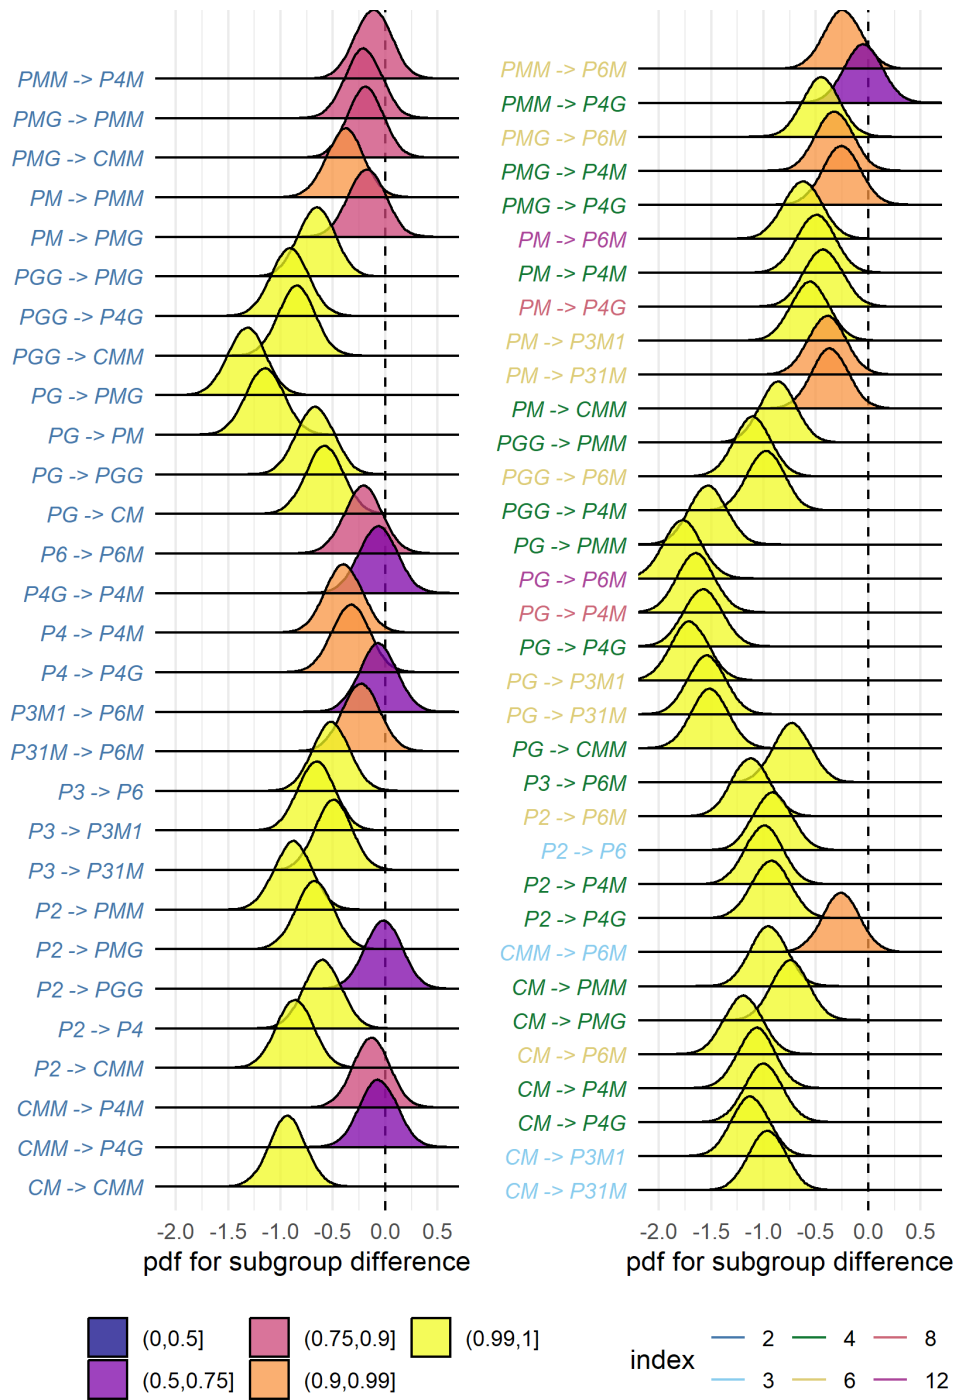 PMM -> P4M
PMG -> PMM
PMG -> CMM
PM -> PMM
PM -> PMG
PGG -> PMG
PGG -> P4G
PGG -> CMM
PG -> PMG
PG -> PM
PG -> PGG
PG -> CM
P6 -> P6M
P4G -> P4M
P4 -> P4M
P4 -> P4G
P3M1 -> P6M
P31M -> P6M
P3 -> P6
P3 -> P3M1
P3 -> P31M
P2 -> PMM
P2 -> PMG
P2 -> PGG
P2 -> P4
P2 -> CMM
CMM -> P4M
CMM -> P4G
CM -> CMM
-2.0 -1.5 -1.0 -0.5 0.0 0.5
pdf for subgroup difference
PMM -> P6M
PMM -> P4G
PMG -> P6M
PMG -> P4M
PMG -> P4G
PM -> P6M
PM -> P4M
PM -> P4G
PM -> P3M1
PM -> P31M
PM -> CMM
PGG -> PMM
PGG -> P6M
PGG -> P4M
PG -> PMM
PG -> P6M
PG -> P4M
PG -> P4G
PG -> P3M1
PG -> P31M
PG -> CMM
P3 -> P6M
P2 -> P6M
P2 -> P6
P2 -> P4M
P2 -> P4G
CMM -> P6M
CM -> PMM
CM -> PMG
CM -> P6M
CM -> P4M
CM -> P4G
CM -> P3M1
CM -> P31M
-2.0 -1.5 -1.0 -0.5 0.0 0.5
pdf for subgroup difference
(0,0.5] (0.75,0.9] (0.99,1]
(0.5,0.75] (0.9,0.99]
index
2 4 8
3 6 12